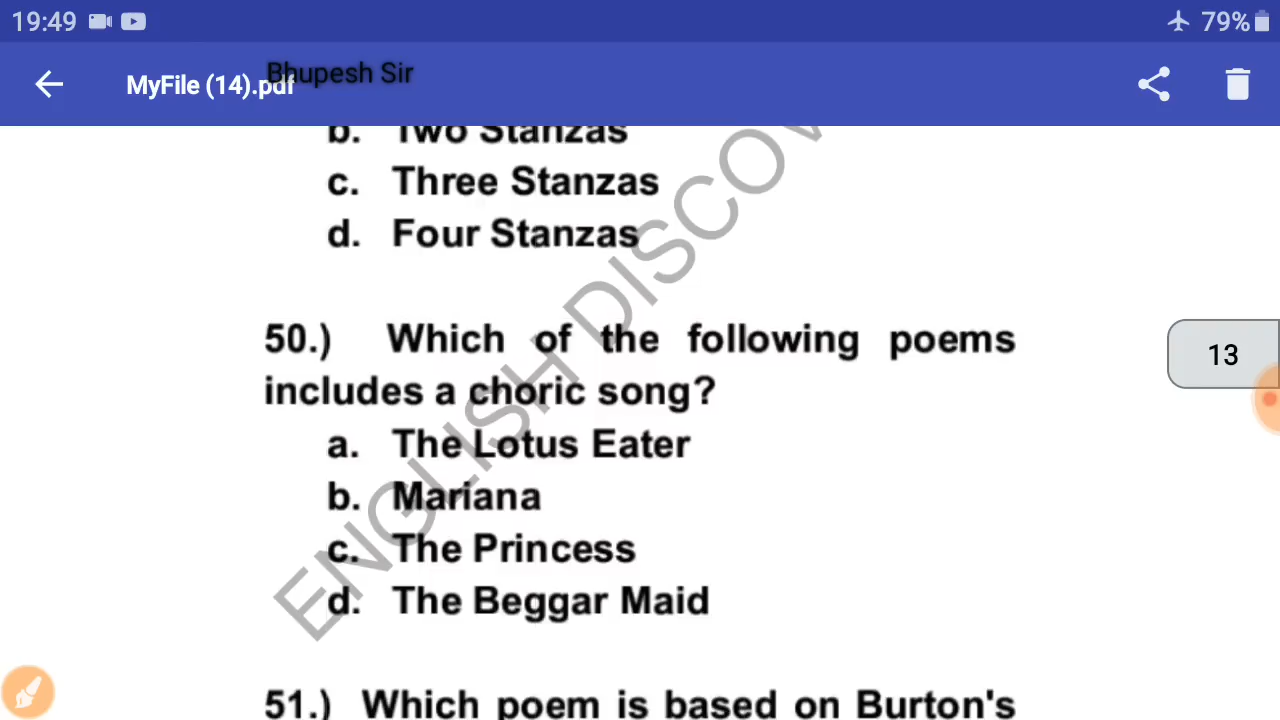 19:49 79%
MyFile (14).pdf Bhupesh Sir
b. Two Stanzas
c. Three Stanzas
d. Four Stanzas
50.) Which of the following poems
includes a choric song?
13
a. The Lotus Eater
b. Mariana
c. The Princess
d. The Beggar Maid
51.) Which poem is based on Burton's
ENGLISH DISCOV